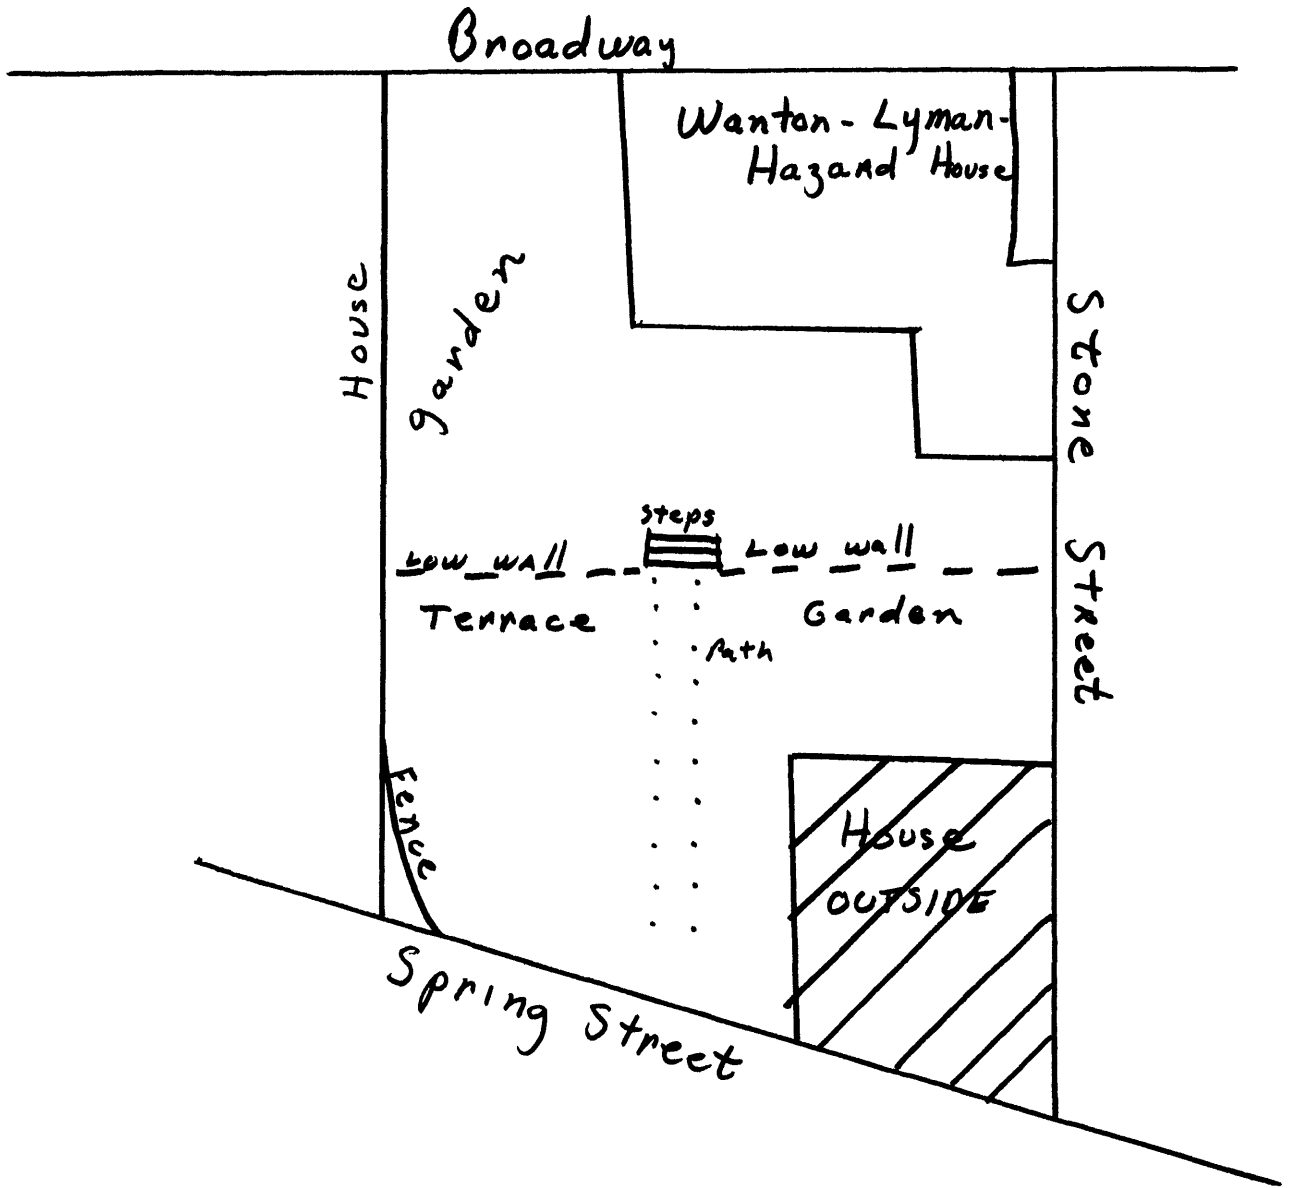 Broadway
Wanton-Lyman-
Hazard House
House
garden
Stone Street
Steps
Low Wall
Low Wall
Terrace Garden
Path
Fence
House
OUTSIDE
Spring Street